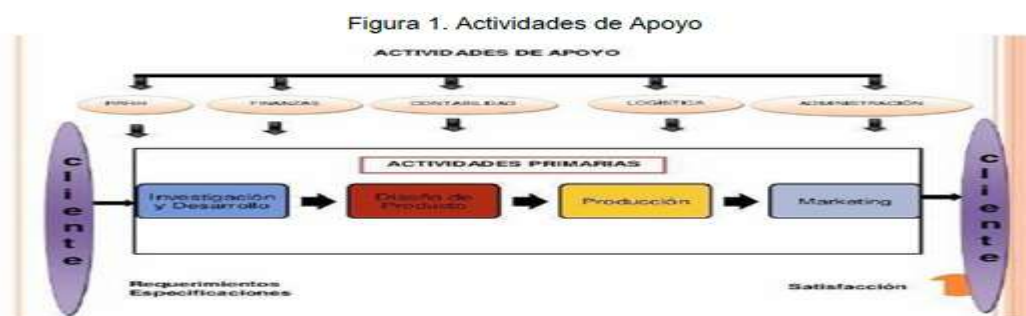 Figura 1. Actividades de Apoyo
ACTIVIDADES DE APOYO
RRHH
FINANZAS
CONTABILIDAD
LOGÍSTICA
ADMINISTRACIÓN
cliente
ACTIVIDADES PRIMARIAS
Investigación
y Desarrollo
Diseño de
Producto
Producción
Marketing
cliente
Requerimientos
Especificaciones
Satisfacción